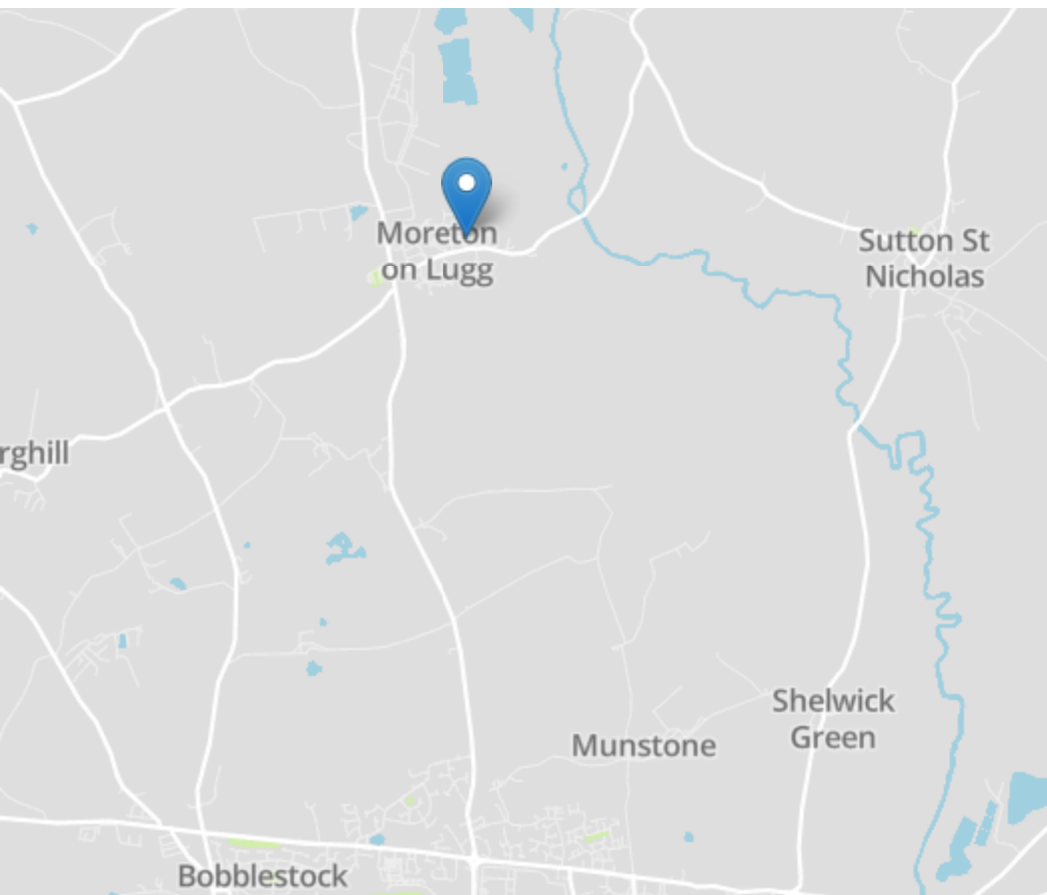 Moreton
on Lugg
Sutton St
Nicholas
rghill
Shelwick
Green
Munstone
Bobblestock